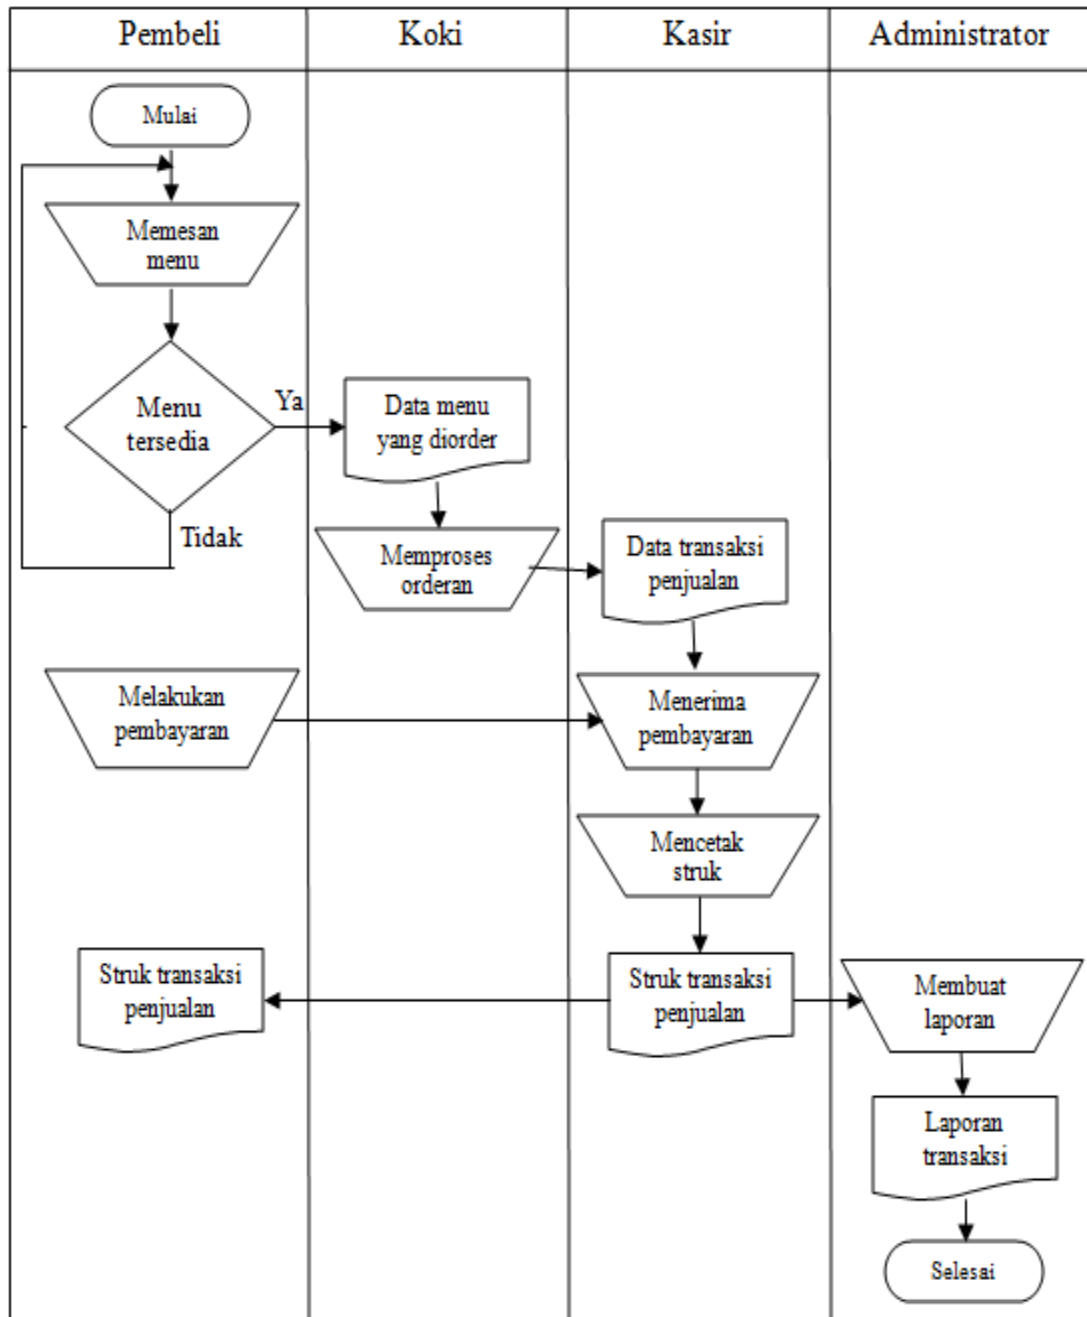 Pembeli
Koki
Kasir
Administrator
Mulai
Memesan
menu
Menu
tersedia
Ya
Tidak
Data menu
yang diorder
Memproses
orderan
Data transaksi
penjualan
Melakukan
pembayaran
Menerima
pembayaran
Mencetak
struk
Struk transaksi
penjualan
Struk transaksi
penjualan
Membuat
laporan
Laporan
transaksi
Selesai